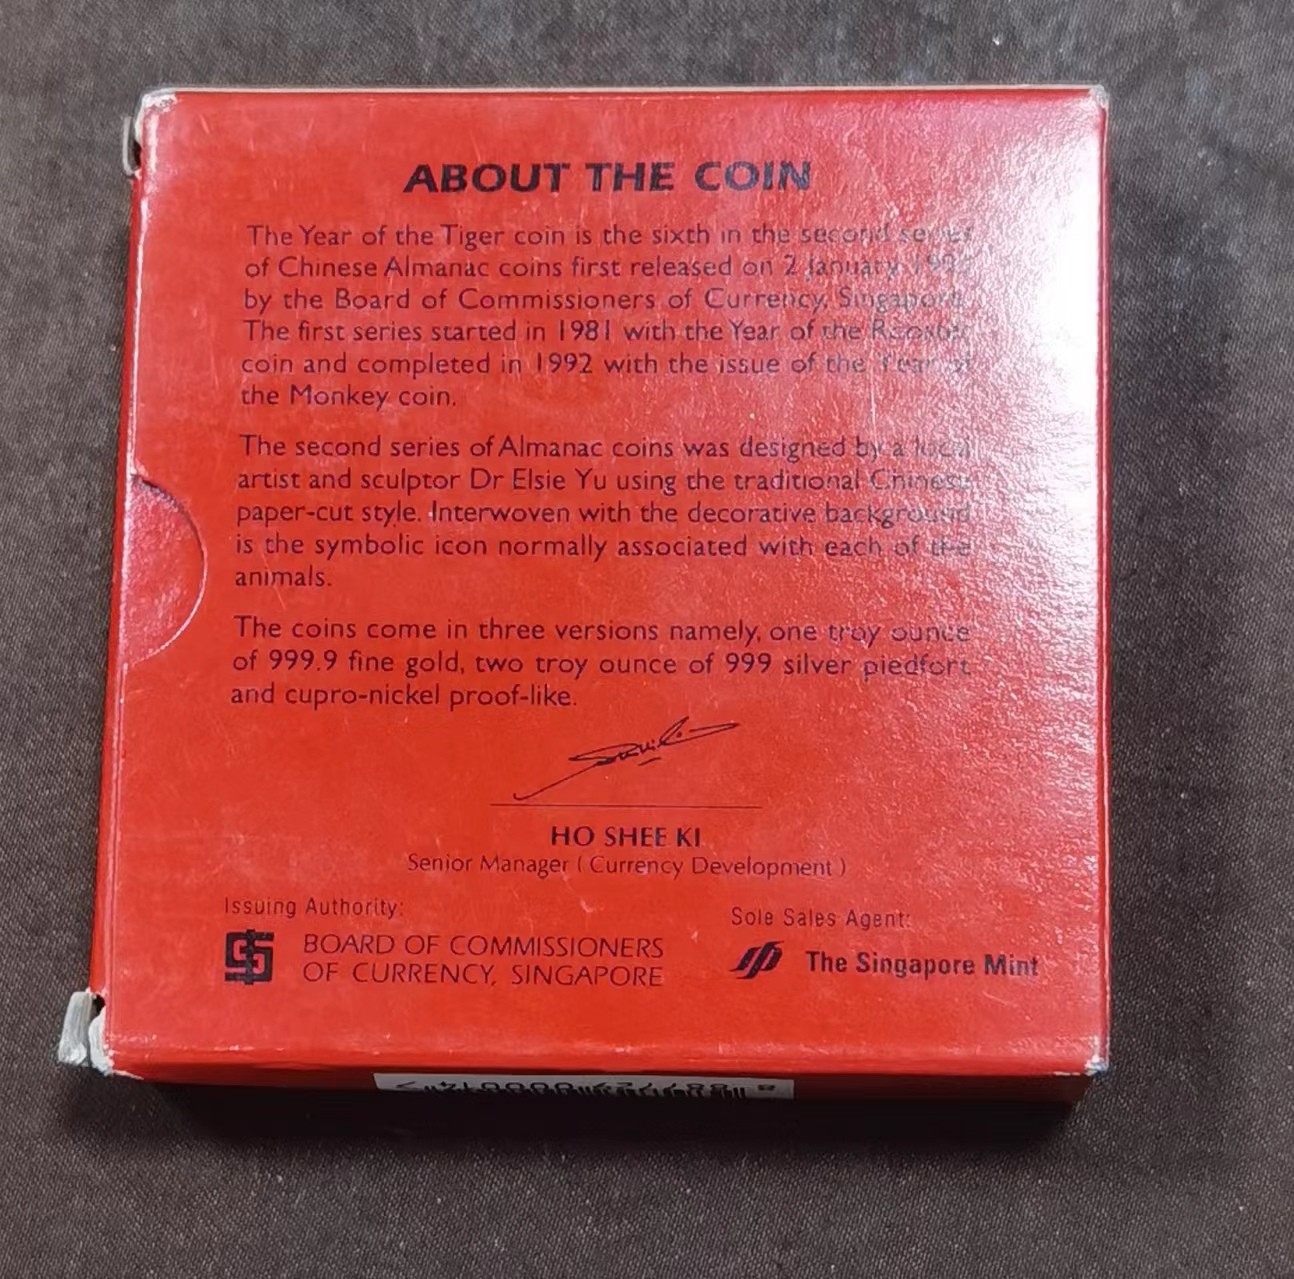 ABOUT THE COIN
The Year of the Tiger coin is the sixth in the second series
of Chinese Almanac coins first released on 2 January
by the Board of Commissioners of Currency, Singapore.
The first series started in 1981 with the Year of the Rooster
coin and completed in 1992 with the issue of the Year of
the Monkey coin.
The second series of Almanac coins was designed by a local
artist and sculptor Dr Elsie Yu using the traditional Chinese
paper-cut style. Interwoven with the decorative background
is the symbolic icon normally associated with each of the
animals.
The coins come in three versions namely, one troy ounce
of 999.9 fine gold, two troy ounce of 999 silver piedfort
and cupro-nickel proof-like.
HO SHEE KI
Senior Manager ( Currency Development )
Issuing Authority:
BOARD OF COMMISSIONERS
OF CURRENCY, SINGAPORE
Sole Sales Agent:
The Singapore Mint